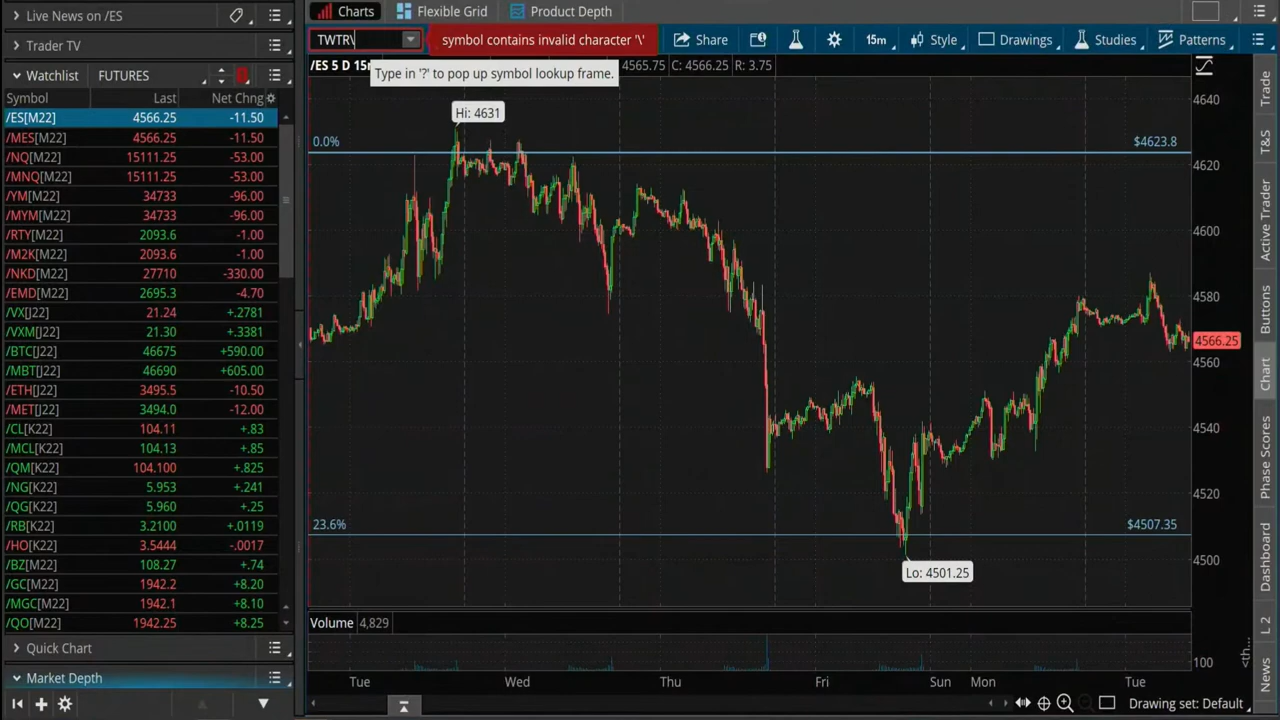 Live News on /ES
Charts
Flexible Grid
Product Depth
TWTR\
symbol contains invalid character '\'
Share
15m
Style
Drawings
Studies
Patterns
Trader TV
/ES 5 D 15m
Type in '?' to pop up symbol lookup frame.
4565.75 C: 4566.25 R: 3.75
Watchlist FUTURES
Symbol Last Net Chng
/ES[M22] 4566.25 -11.50
/MES[M22] 4566.25 -11.50
/NQ[M22] 15111.25 -53.00
/MNQ[M22] 15111.25 -53.00
/YM[M22] 34733 -96.00
/MYM[M22] 34733 -96.00
/RTY[M22] 2093.6 -1.00
/M2K[M22] 2093.6 -1.00
/NKD[M22] 27710 -330.00
/EMD[M22] 2695.3 -4.70
/VX[M22] 21.24 +.2781
/VXM[M22] 21.30 +.3381
/BTC[J22] 46675 +590.00
/MBT[J22] 46690 +605.00
/ETH[J22] 3495.5 -10.50
/MET[J22] 3494.0 -12.00
/CL[K22] 104.11 +.83
/MCL[K22] 104.13 +.85
/QM[K22] 104.100 +.825
/NG[K22] 5.953 +.241
/QG[K22] 5.960 +.25
/RB[K22] 3.2100 +.0119
/HO[K22] 3.5444 -.0017
/BZ[M22] 108.27 +.74
/GC[M22] 1942.2 +8.20
/MGC[M22] 1942.1 +8.10
/QO[M22] 1942.25 +8.25
Quick Chart
Market Depth
Hi: 4631
0.0%
$4623.8
23.6%
$4507.35
Lo: 4501.25
4640
4620
4600
4580
4566.25
4560
4540
4520
4500
Volume 4,829
100
Tue Wed Thu Fri Sun Mon Tue
Drawing set: Default
Trade
T&S
Active Trader
Buttons
Chart
Phase Scores
Dashboard
L 2
News
<th...